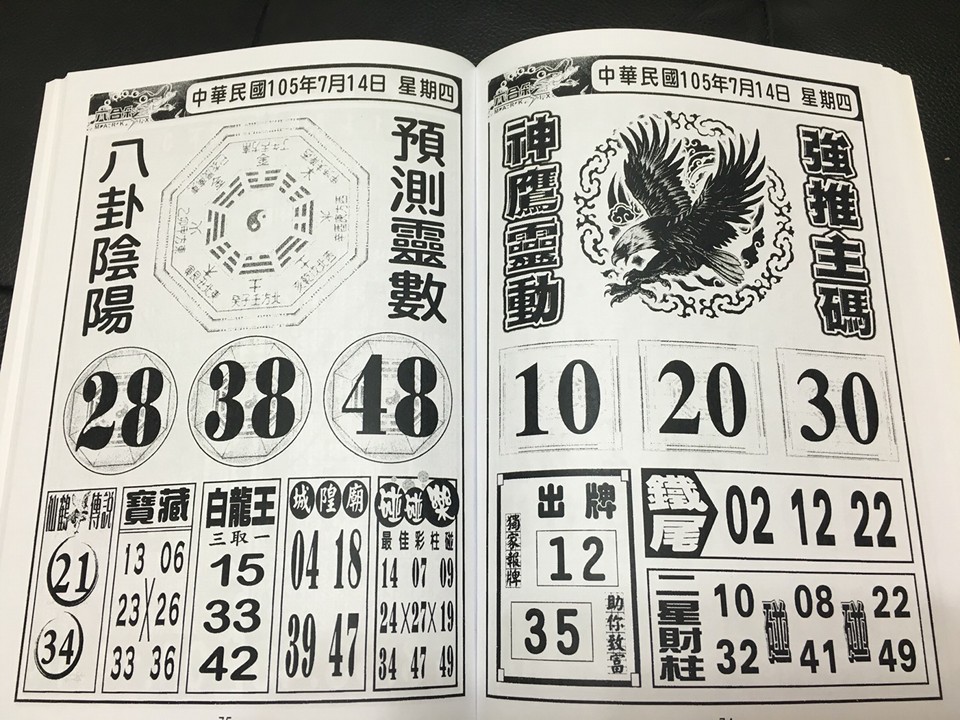 六合彩
中華民國105年7月14日 星期四
八卦陰陽
預測靈數
28 38 48
仙鶴傳説
21
34
寶藏
13 06
23 X 26
33 36
白龍王
三取一
15
33
42
城隍廟
04 18
39 47
碰碰樂
最佳彩柱碰
14 07 09
24X27X19
34 47 49
中華民國105年7月14日 星期四
神鷹靈動
強推主碼
10 20 30
出牌
獨家報牌
12
35
助你致富
鐵尾
02 12 22
二星財柱
10 碰 08 碰 22
32 41 49